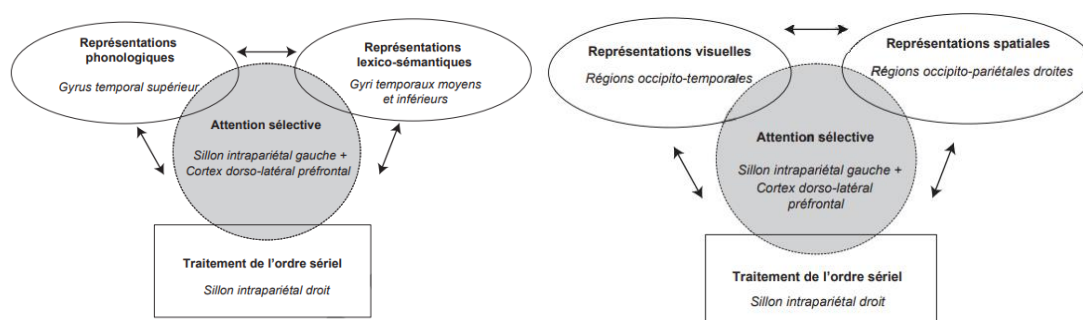 Représentations
phonologiques
Gyrus temporal supérieur
Représentations
lexico-sémantiques
Gyri temporaux moyens
et inférieurs
Attention sélective
Sillon intrapariétal gauche +
Cortex dorso-latéral préfrontal
Traitement de l'ordre sériel
Sillon intrapariétal droit
Représentations visuelles
Régions occipito-temporales
Représentations spatiales
Régions occipito-pariétales droites
Attention sélective
Sillon intrapariétal gauche +
Cortex dorso-latéral
préfrontal
Traitement de l'ordre sériel
Sillon intrapariétal droit